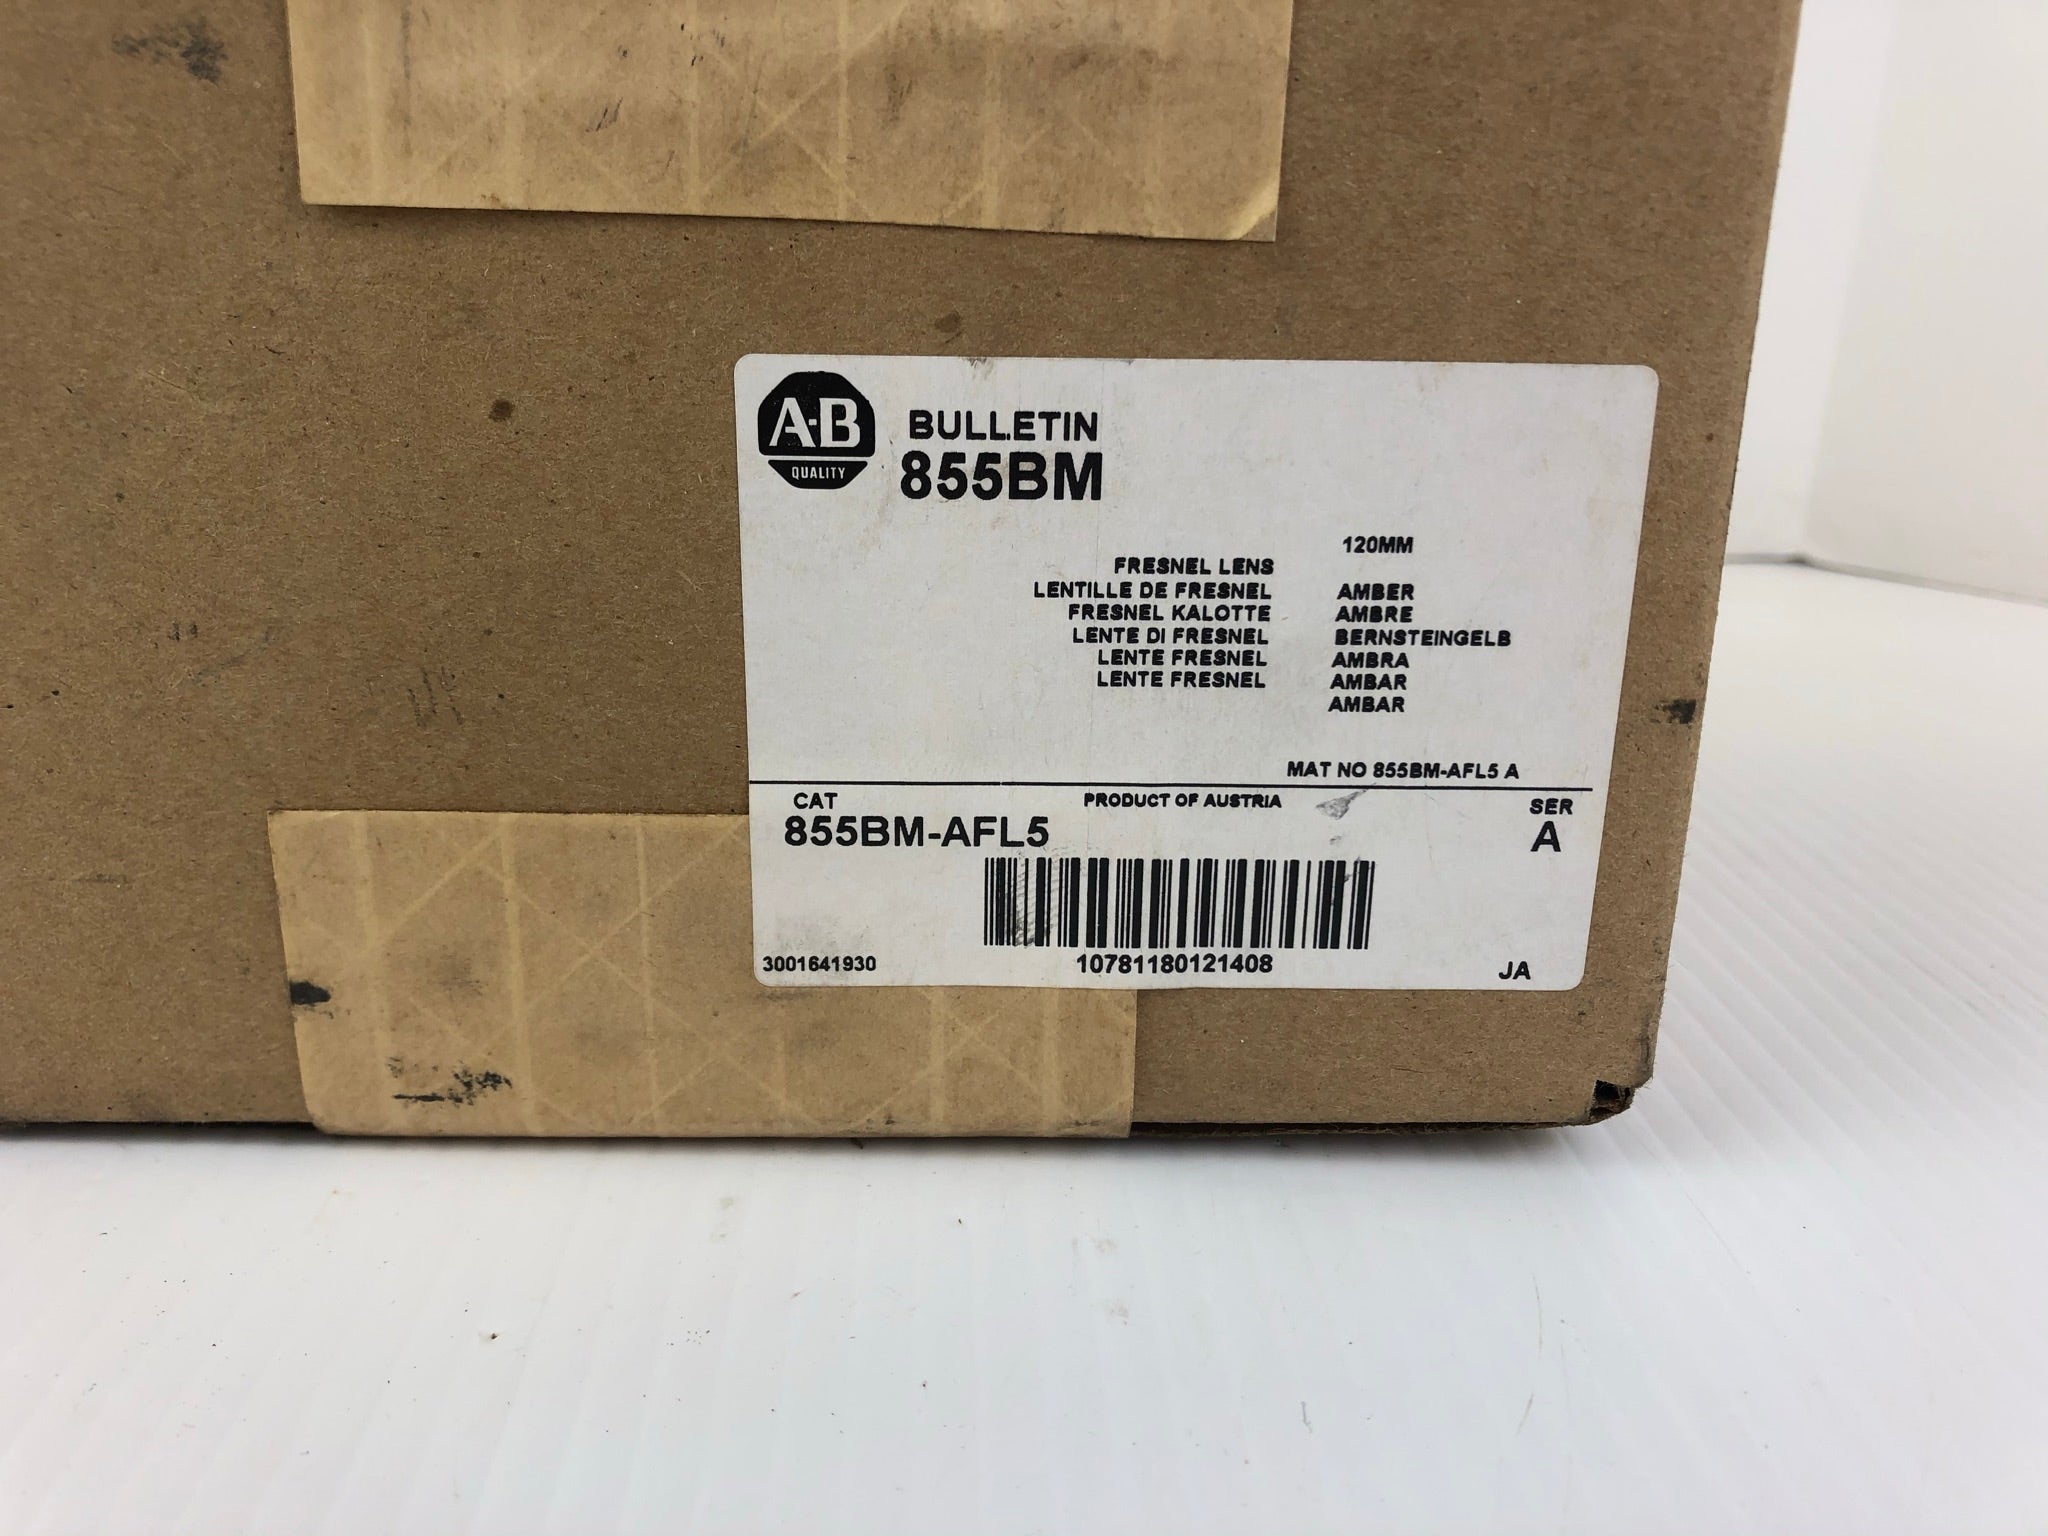 A-B
QUALITY
BULLETIN
855BM
120MM
FRESNEL LENS
LENTILLE DE FRESNEL AMBER
FRESNEL KALOTTE AMBRE
LENTE DI FRESNEL BERNSTEINGELB
LENTE FRESNEL AMBRA
LENTE FRESNEL AMBAR
AMBAR
MAT NO 855BM-AFL5 A
CAT PRODUCT OF AUSTRIA SER
855BM-AFL5 A
3001641930 10781180121408 JA